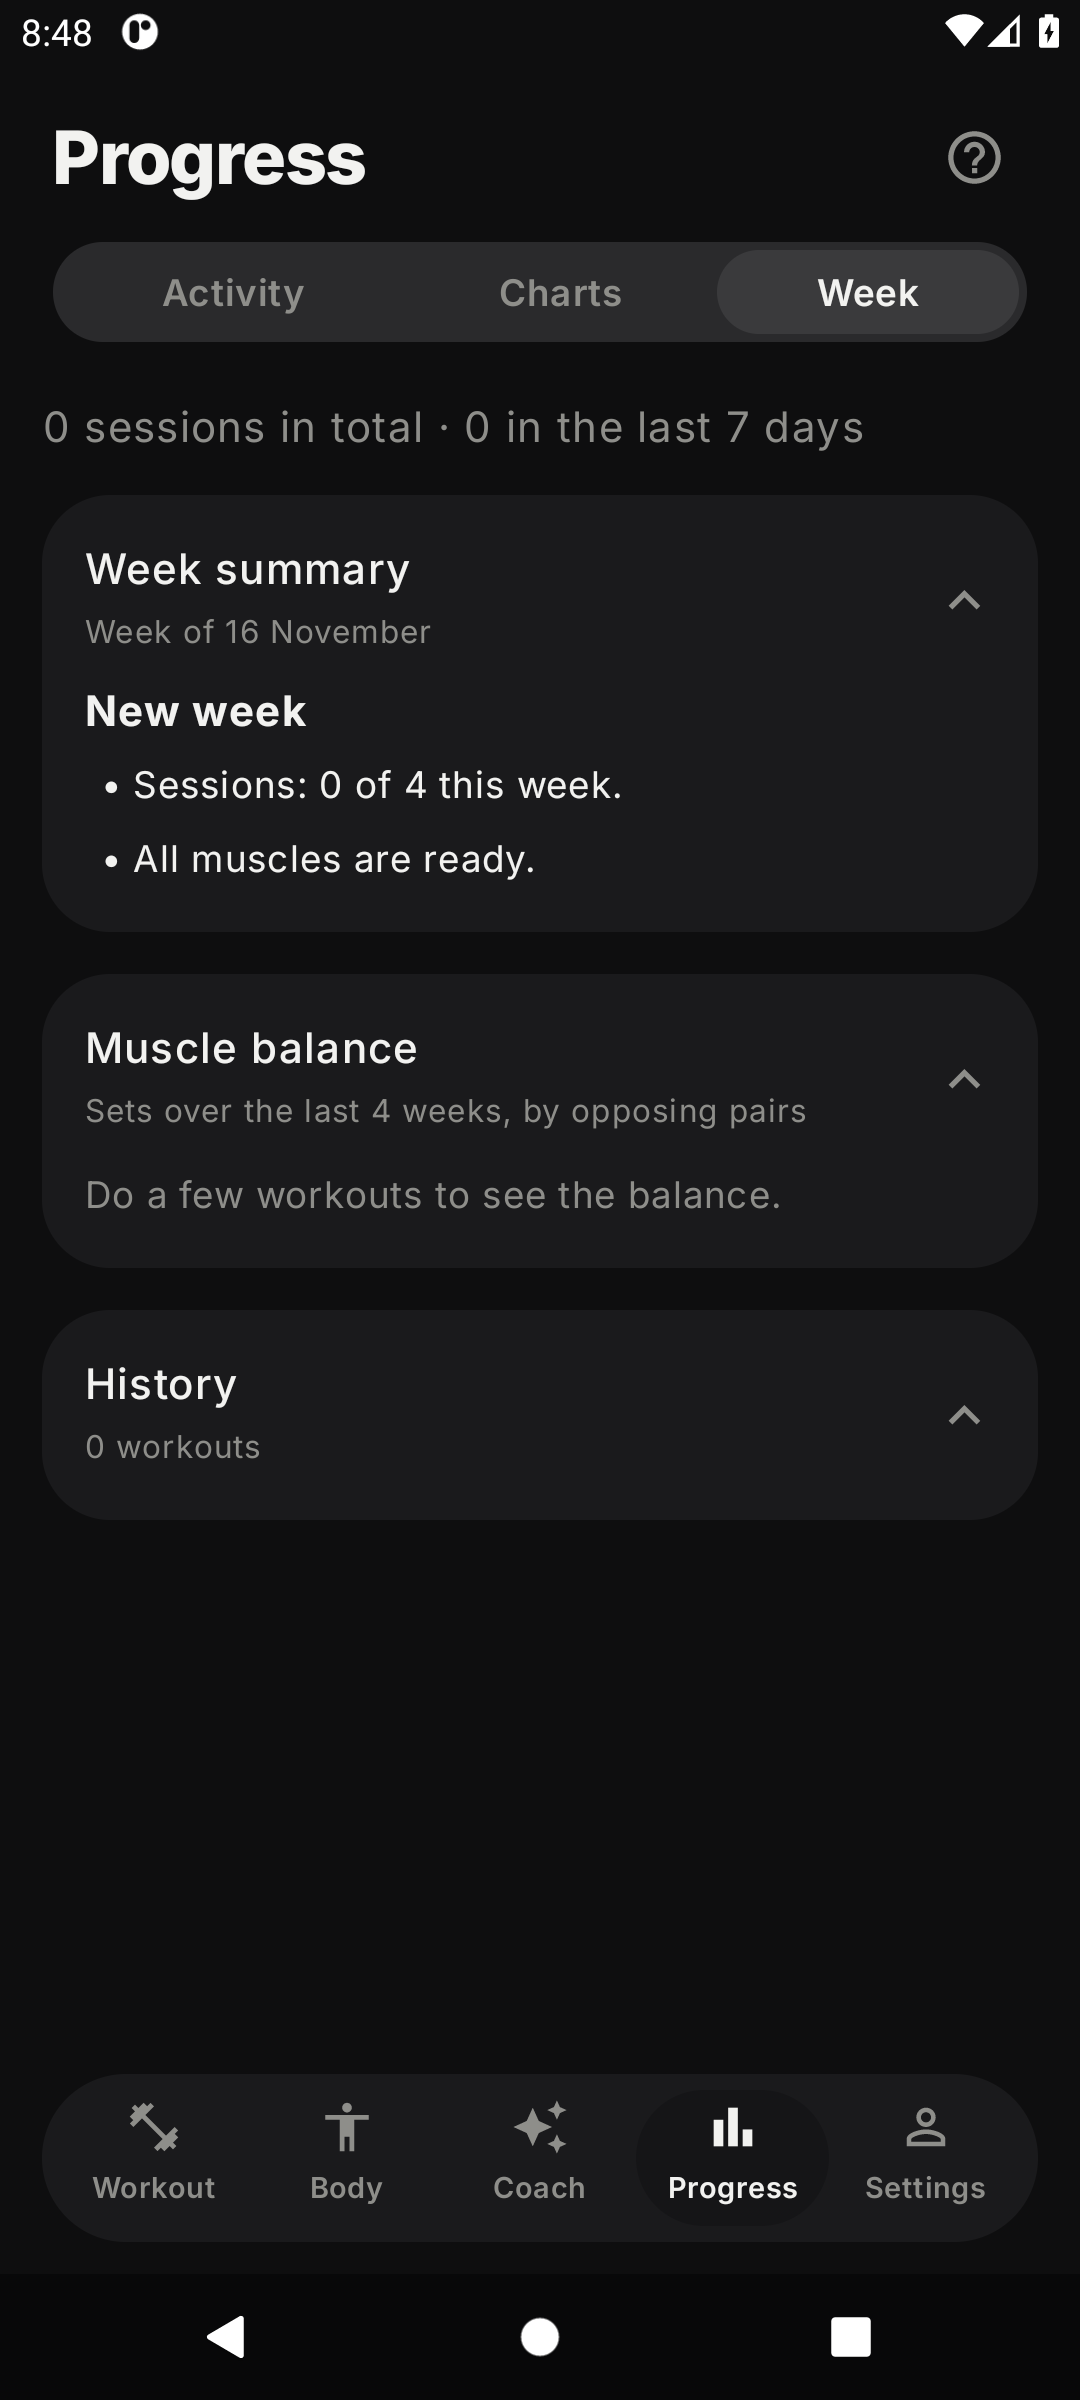 8:48
Progress
Activity Charts Week
0 sessions in total · 0 in the last 7 days
Week summary
Week of 16 November
New week
• Sessions: 0 of 4 this week.
• All muscles are ready.
Muscle balance
Sets over the last 4 weeks, by opposing pairs
Do a few workouts to see the balance.
History
0 workouts
Workout Body Coach Progress Settings